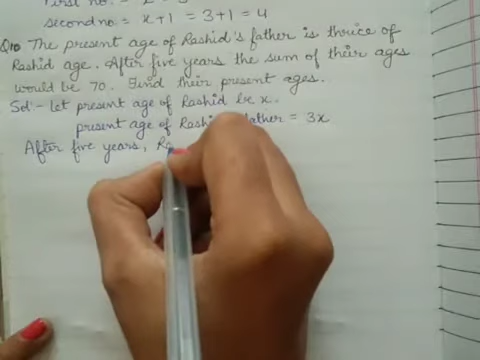 second no = x+1 = 3+1 = 4
Q10 The present age of Rashid's father is thrice of
Rashid age. After five years the sum of their ages
would be 70. Find their present ages.
Sol - Let present age of Rashid be x.
present age of father = 3x
After five years,